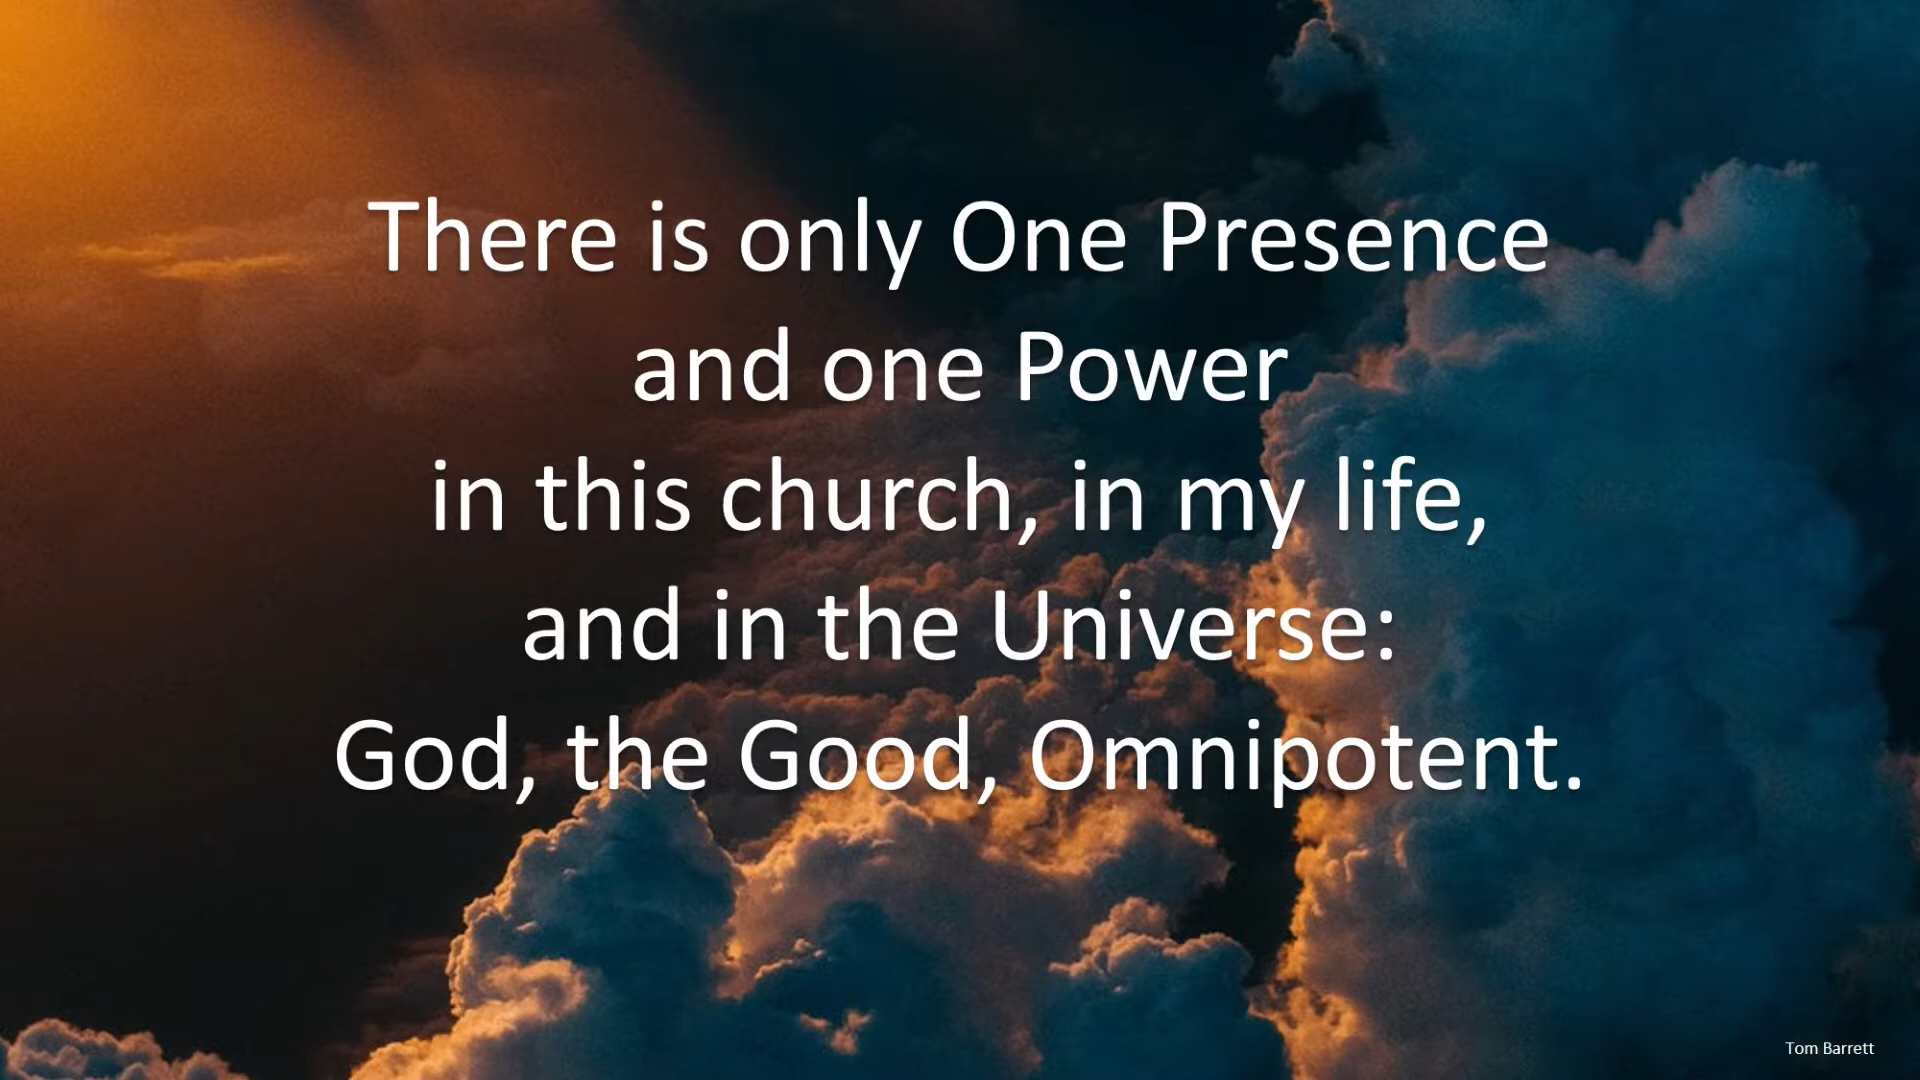 There is only One Presence
and one Power
in this church, in my life,
and in the Universe:
God, the Good, Omnipotent.
Tom Barrett